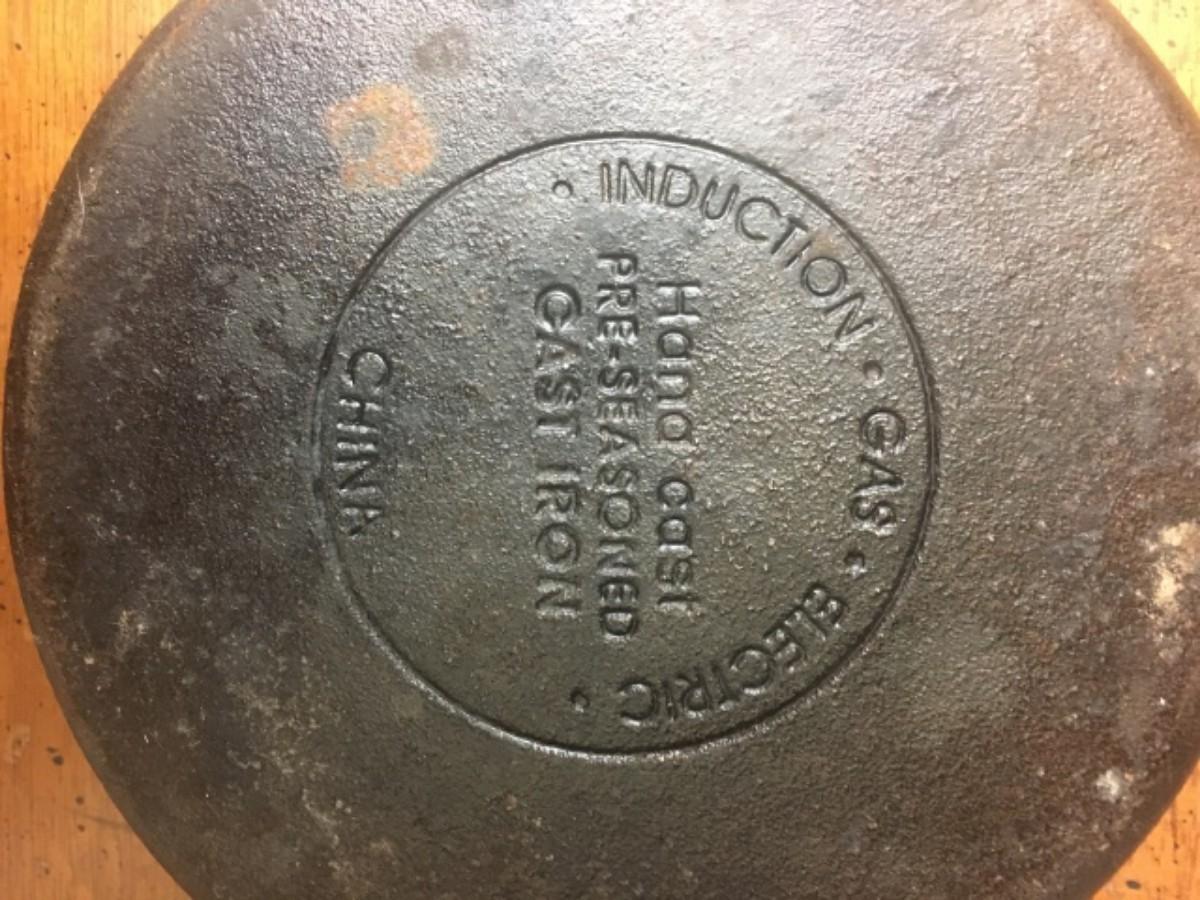 • INDUCTION • GAS • ELECTRIC •
Hand cast
PRE-SEASONED
CAST IRON
CHINA